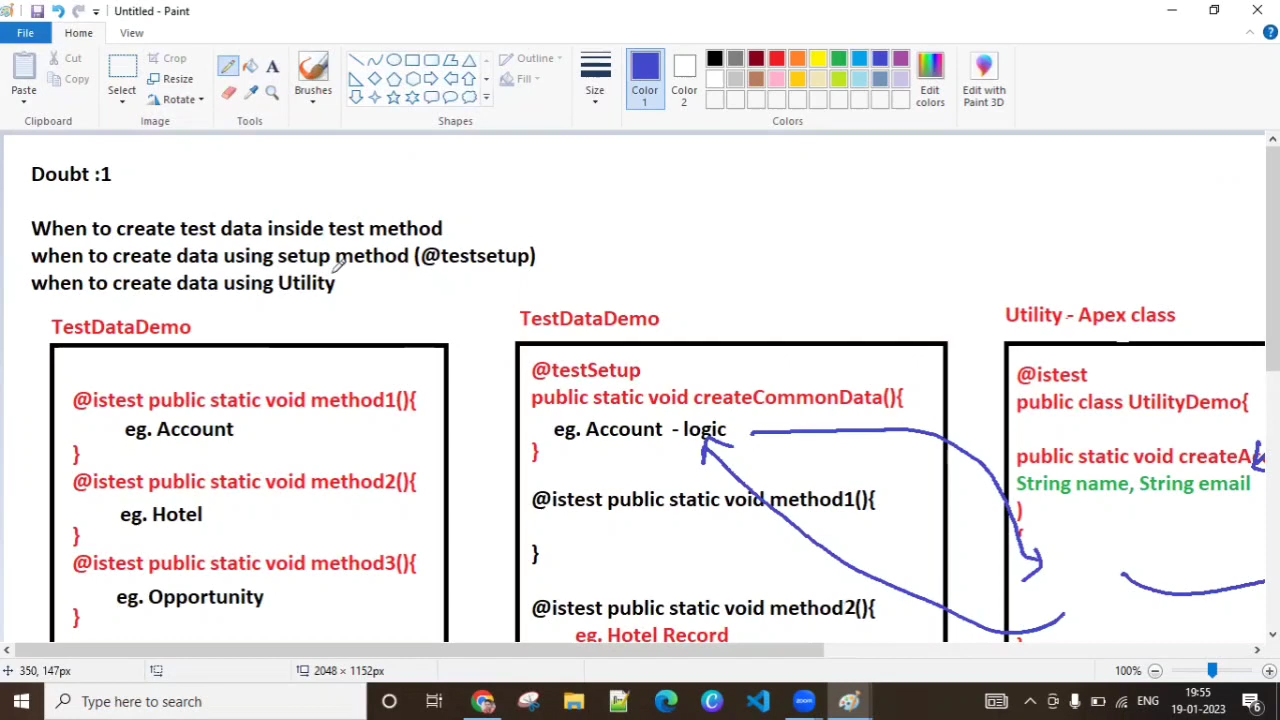 Untitled - Paint
File
Home
View
Paste
Cut
Copy
Clipboard
Select
Crop
Resize
Rotate
Image
Tools
Brushes
Shapes
Outline
Fill
Size
Color 1
Color 2
Edit colors
Colors
Edit with Paint 3D
Doubt :1
When to create test data inside test method
when to create data using setup method (@testsetup)
when to create data using Utility
TestDataDemo
@istest public static void method1(){
eg. Account
}
@istest public static void method2(){
eg. Hotel
}
@istest public static void method3(){
eg. Opportunity
}
TestDataDemo
@testSetup
public static void createCommonData(){
eg. Account - logic
}
@istest public static void method1(){
}
@istest public static void method2(){
eg. Hotel Record
Utility - Apex class
@istest
public class UtilityDemo{
public static void createA
String name, String email
)
{
350, 147px
2048 × 1152px
100%
Type here to search
ENG
19:55
19-01-2023
6